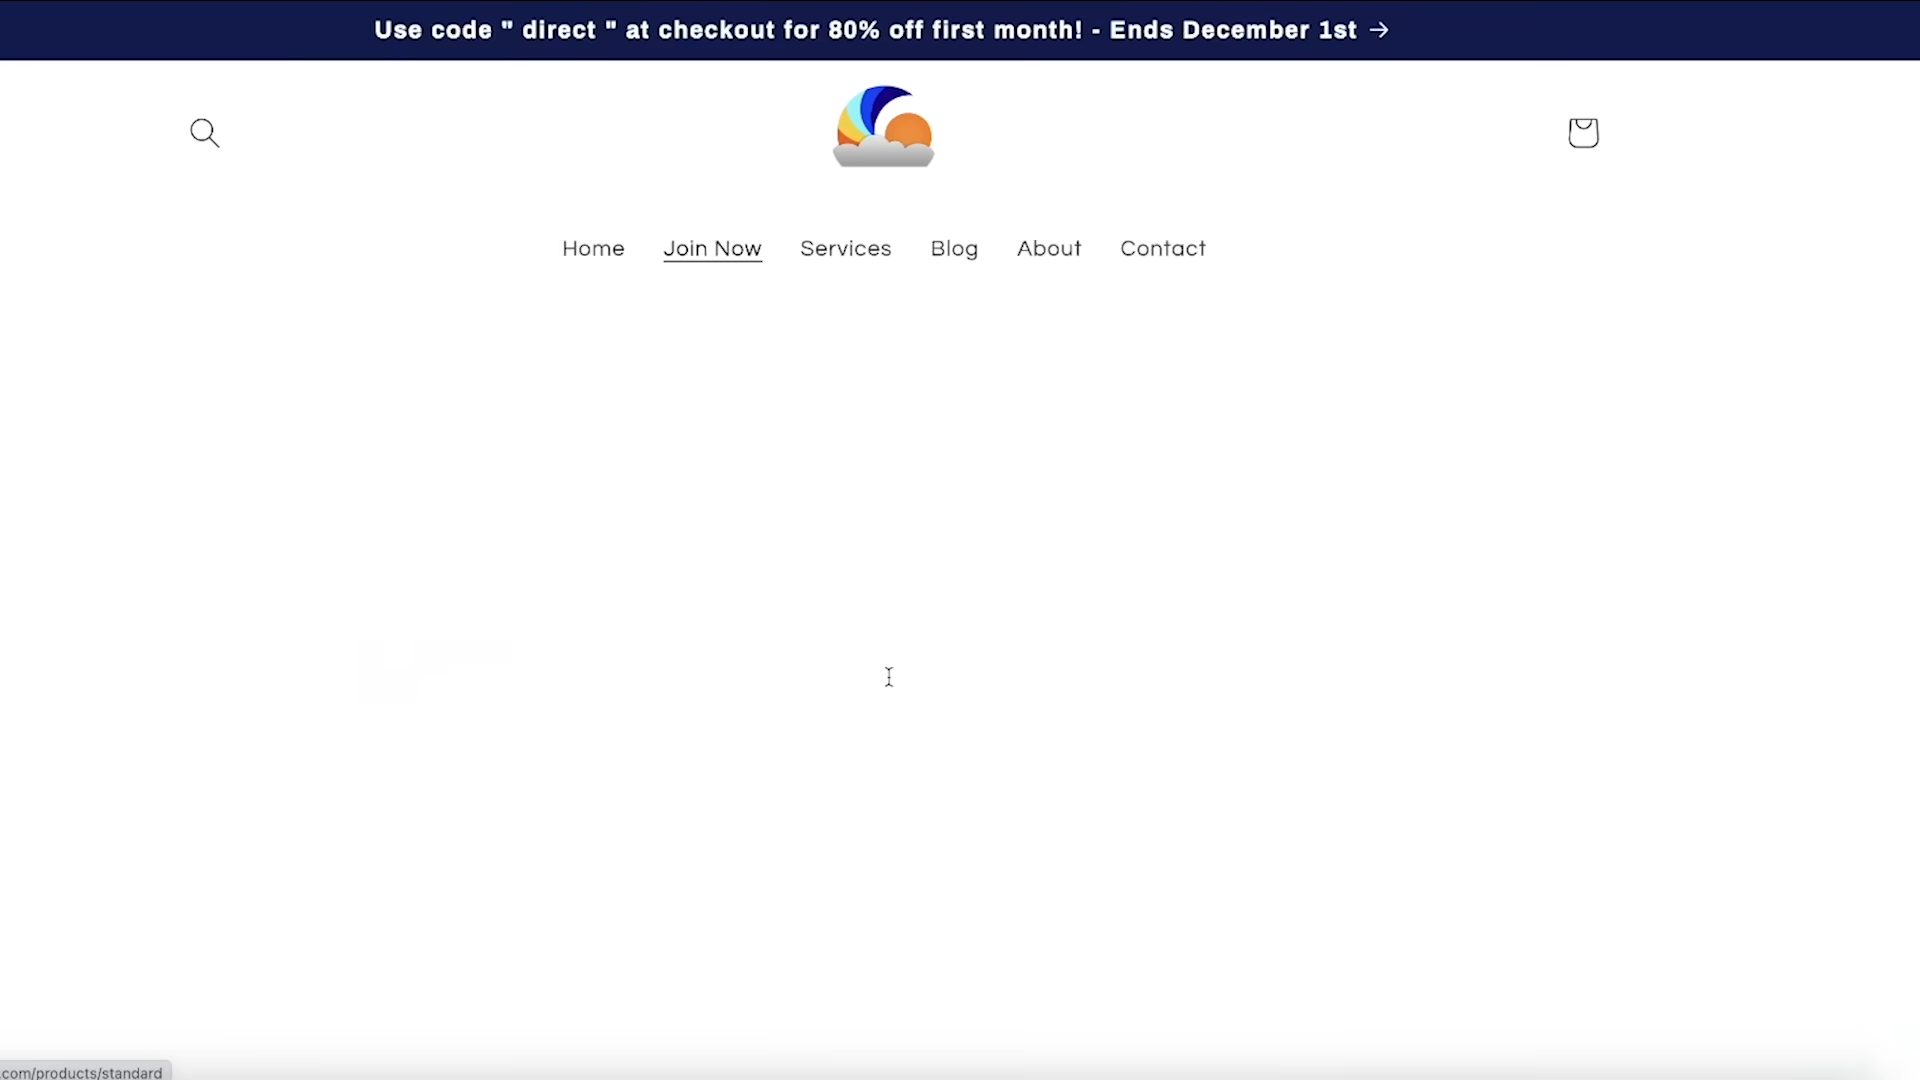 Use code " direct " at checkout for 80% off first month! - Ends December 1st →
Home Join Now Services Blog About Contact
.com/products/standard